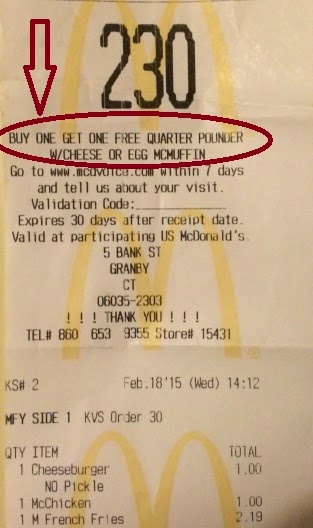 230
BUY ONE GET ONE FREE QUARTER POUNDER
W/CHEESE OR EGG MCMUFFIN
Go to www.mcdvoice.com within 7 days
and tell us about your visit.
Validation Code:____________
Expires 30 days after receipt date.
Valid at participating US McDonald's.
5 BANK ST
GRANBY
CT
06035-2303
! ! ! THANK YOU ! ! !
TEL# 860 653 9355 Store# 15431
KS# 2 Feb.18'15 (Wed) 14:12
MFY SIDE 1 KVS Order 30
QTY ITEM TOTAL
1 Cheeseburger 1.00
NO Pickle
1 McChicken 1.00
1 M French Fries 2.19